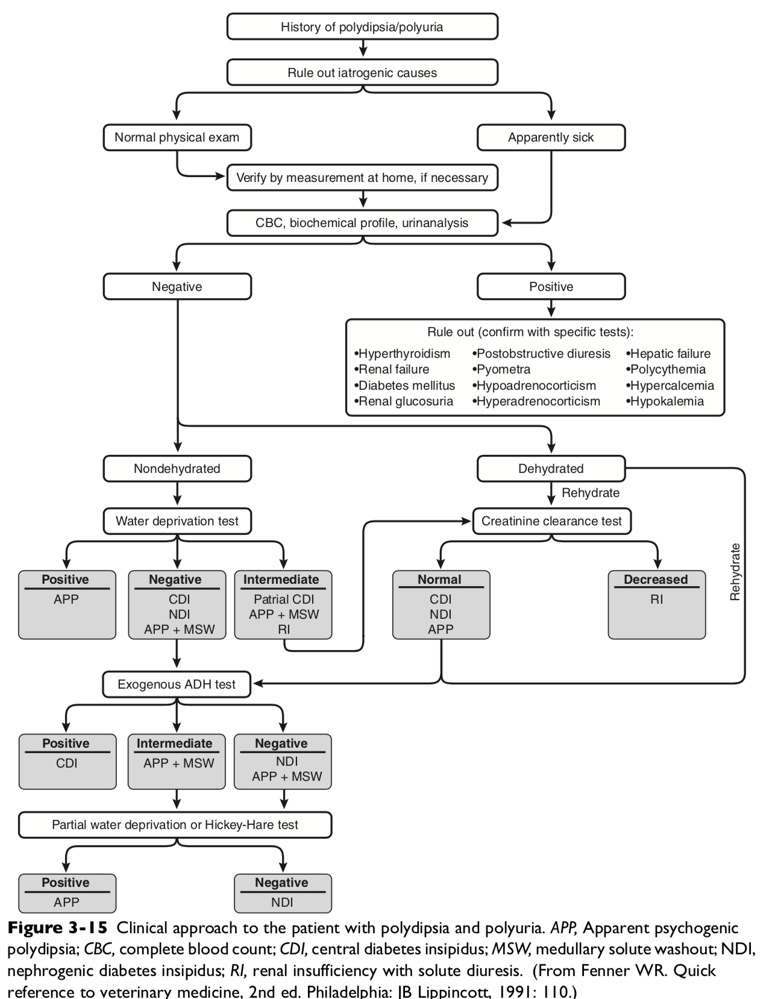 History of polydipsia/polyuria
Rule out iatrogenic causes
Normal physical exam
Apparently sick
Verify by measurement at home, if necessary
CBC, biochemical profile, urinanalysis
Negative
Positive
Rule out (confirm with specific tests):
•Hyperthyroidism •Postobstructive diuresis •Hepatic failure
•Renal failure •Pyometra •Polycythemia
•Diabetes mellitus •Hypoadrenocorticism •Hypercalcemia
•Renal glucosuria •Hyperadrenocorticism •Hypokalemia
Nondehydrated
Dehydrated
Rehydrate
Water deprivation test
Creatinine clearance test
Rehydrate
Positive
APP
Negative
CDI
NDI
APP + MSW
Intermediate
Patrial CDI
APP + MSW
RI
Normal
CDI
NDI
APP
Decreased
RI
Exogenous ADH test
Positive
CDI
Intermediate
APP + MSW
Negative
NDI
APP + MSW
Partial water deprivation or Hickey-Hare test
Positive
APP
Negative
NDI
Figure 3-15 Clinical approach to the patient with polydipsia and polyuria. APP, Apparent psychogenic
polydipsia; CBC, complete blood count; CDI, central diabetes insipidus; MSW, medullary solute washout; NDI,
nephrogenic diabetes insipidus; RI, renal insufficiency with solute diuresis. (From Fenner WR. Quick
reference to veterinary medicine, 2nd ed. Philadelphia: JB Lippincott, 1991: 110.)